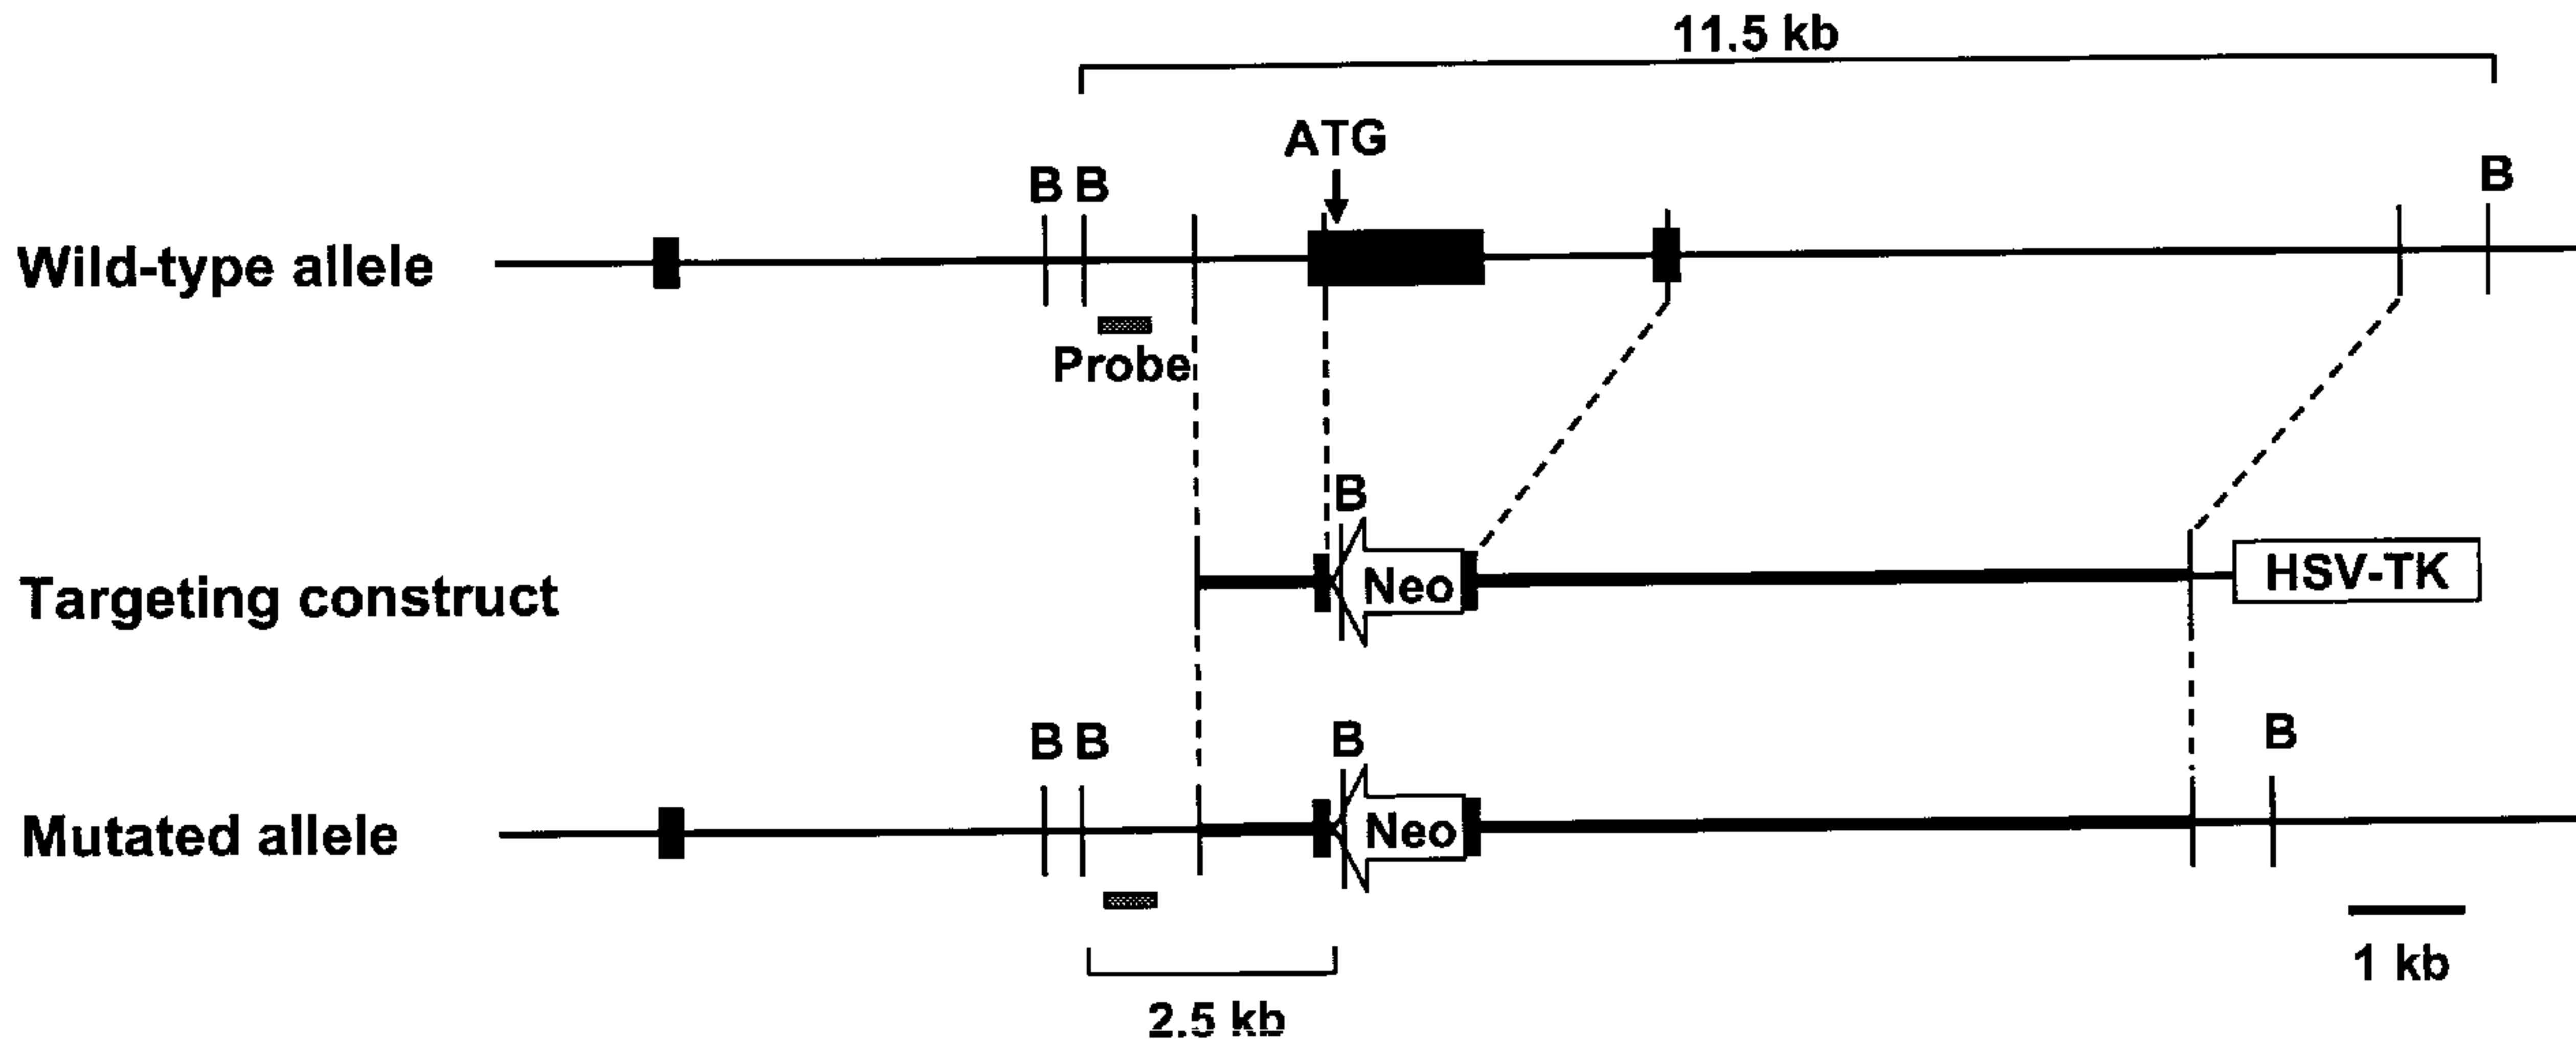 11.5 kb
ATG
B B B
Wild-type allele
Probe
B
Neo HSV-TK
Targeting construct
B B B B
Neo
Mutated allele
1 kb
2.5 kb